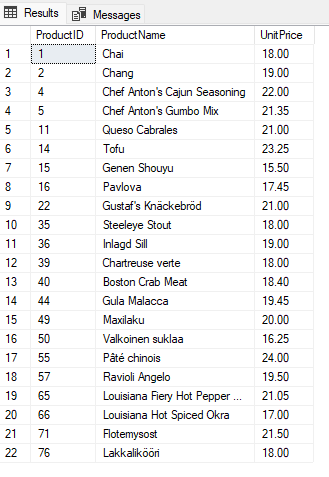 Results Messages
ProductID ProductName UnitPrice
1 1 Chai 18.00
2 2 Chang 19.00
3 4 Chef Anton's Cajun Seasoning 22.00
4 5 Chef Anton's Gumbo Mix 21.35
5 11 Queso Cabrales 21.00
6 14 Tofu 23.25
7 15 Genen Shouyu 15.50
8 16 Pavlova 17.45
9 22 Gustaf's Knäckebröd 21.00
10 35 Steeleye Stout 18.00
11 36 Inlagd Sill 19.00
12 39 Chartreuse verte 18.00
13 40 Boston Crab Meat 18.40
14 44 Gula Malacca 19.45
15 49 Maxilaku 20.00
16 50 Valkoinen suklaa 16.25
17 55 Pâté chinois 24.00
18 57 Ravioli Angelo 19.50
19 65 Louisiana Fiery Hot Pepper ... 21.05
20 66 Louisiana Hot Spiced Okra 17.00
21 71 Flotemysost 21.50
22 76 Lakkalikööri 18.00